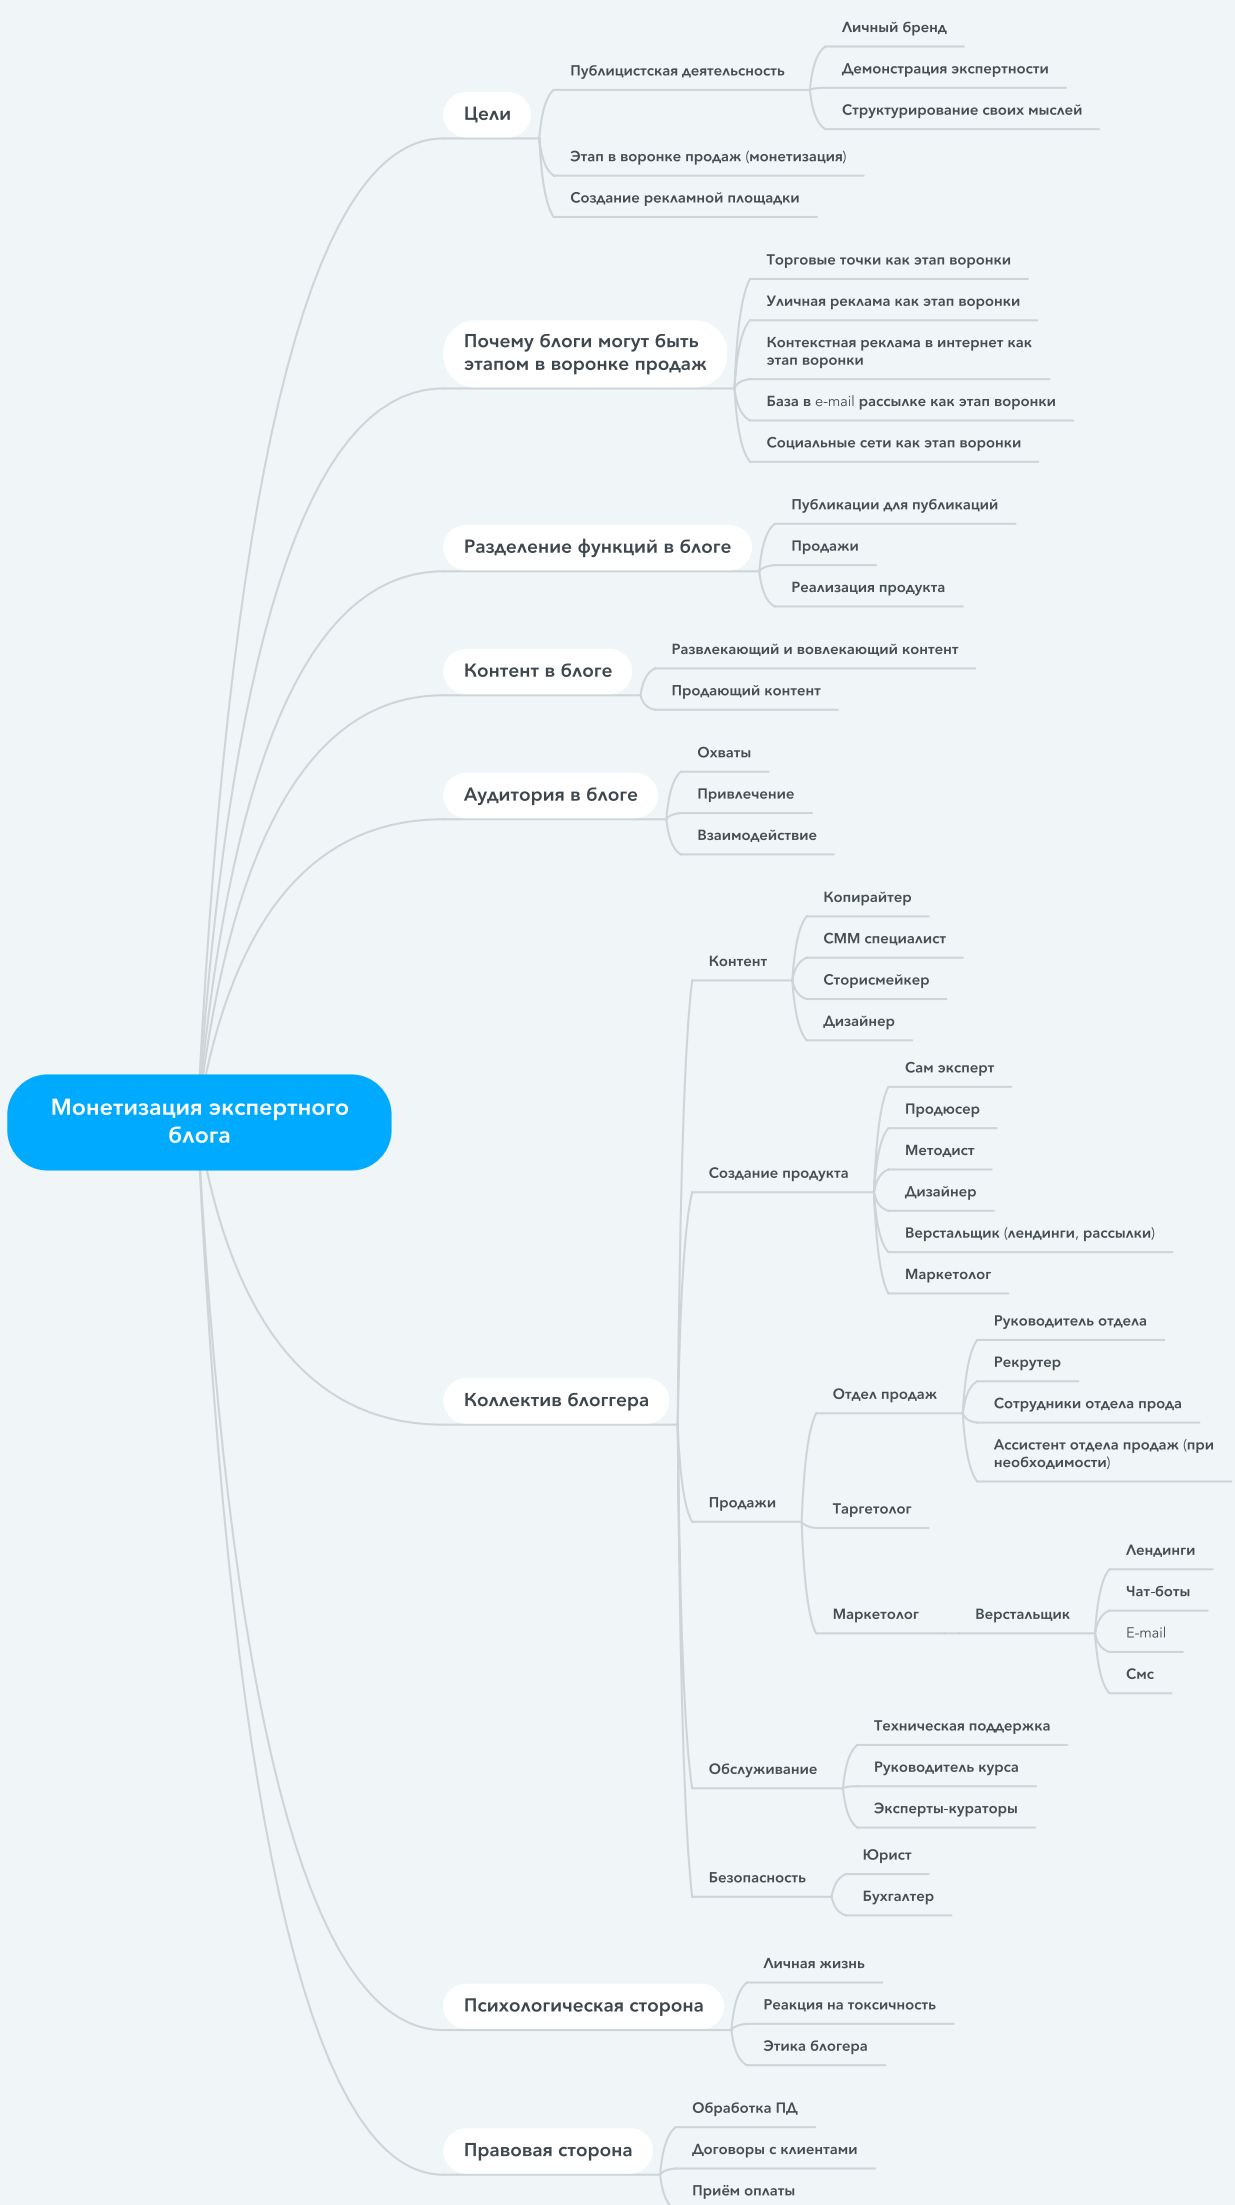 Монетизация экспертного
блога
Цели
Публицистская деятельсность
Личный бренд
Демонстрация экспертности
Структурирование своих мыслей
Этап в воронке продаж (монетизация)
Создание рекламной площадки
Почему блоги могут быть
этапом в воронке продаж
Торговые точки как этап воронки
Уличная реклама как этап воронки
Контекстная реклама в интернет как
этап воронки
База в e-mail рассылке как этап воронки
Социальные сети как этап воронки
Разделение функций в блоге
Публикации для публикаций
Продажи
Реализация продукта
Контент в блоге
Развлекающий и вовлекающий контент
Продающий контент
Аудитория в блоге
Охваты
Привлечение
Взаимодействие
Коллектив блоггера
Контент
Копирайтер
СММ специалист
Сторисмейкер
Дизайнер
Создание продукта
Сам эксперт
Продюсер
Методист
Дизайнер
Верстальщик (лендинги, рассылки)
Маркетолог
Продажи
Отдел продаж
Руководитель отдела
Рекрутер
Сотрудники отдела прода
Ассистент отдела продаж (при
необходимости)
Таргетолог
Маркетолог
Верстальщик
Лендинги
Чат-боты
E-mail
Смс
Обслуживание
Техническая поддержка
Руководитель курса
Эксперты-кураторы
Безопасность
Юрист
Бухгалтер
Психологическая сторона
Личная жизнь
Реакция на токсичность
Этика блогера
Правовая сторона
Обработка ПД
Договоры с клиентами
Приём оплаты